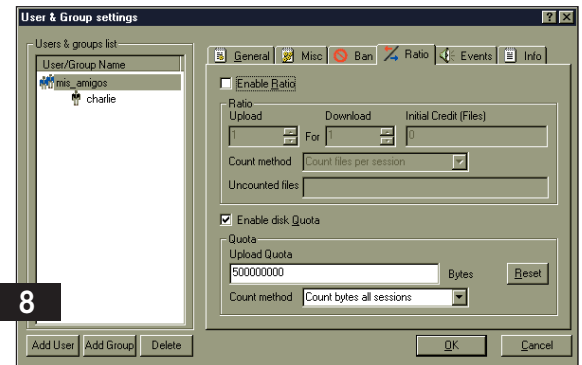 User & Group settings
Users & groups list
User/Group Name
mis_amigos
charlie
General Misc Ban Ratio Events Info
Enable Ratio
Ratio
Upload Download Initial Credit (Files)
1 For 1 0
Count method Count files per session
Uncounted files
Enable disk Quota
Quota
Upload Quota
500000000 Bytes Reset
Count method Count bytes all sessions
8
Add User Add Group Delete OK Cancel